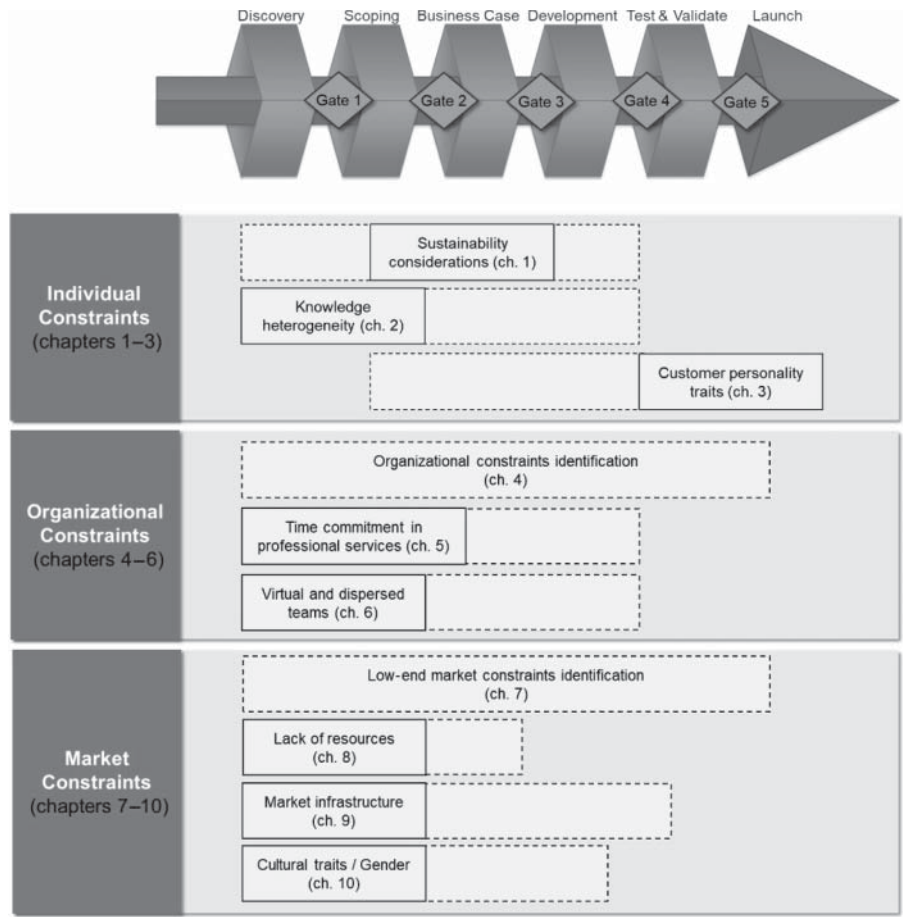 Discovery
Scoping
Business Case
Development
Test & Validate
Launch
Gate 1
Gate 2
Gate 3
Gate 4
Gate 5
Individual
Constraints
(chapters 1–3)
Sustainability
considerations (ch. 1)
Knowledge
heterogeneity (ch. 2)
Customer personality
traits (ch. 3)
Organizational
Constraints
(chapters 4–6)
Organizational constraints identification
(ch. 4)
Time commitment in
professional services (ch. 5)
Virtual and dispersed
teams (ch. 6)
Market
Constraints
(chapters 7–10)
Low-end market constraints identification
(ch. 7)
Lack of resources
(ch. 8)
Market infrastructure
(ch. 9)
Cultural traits / Gender
(ch. 10)